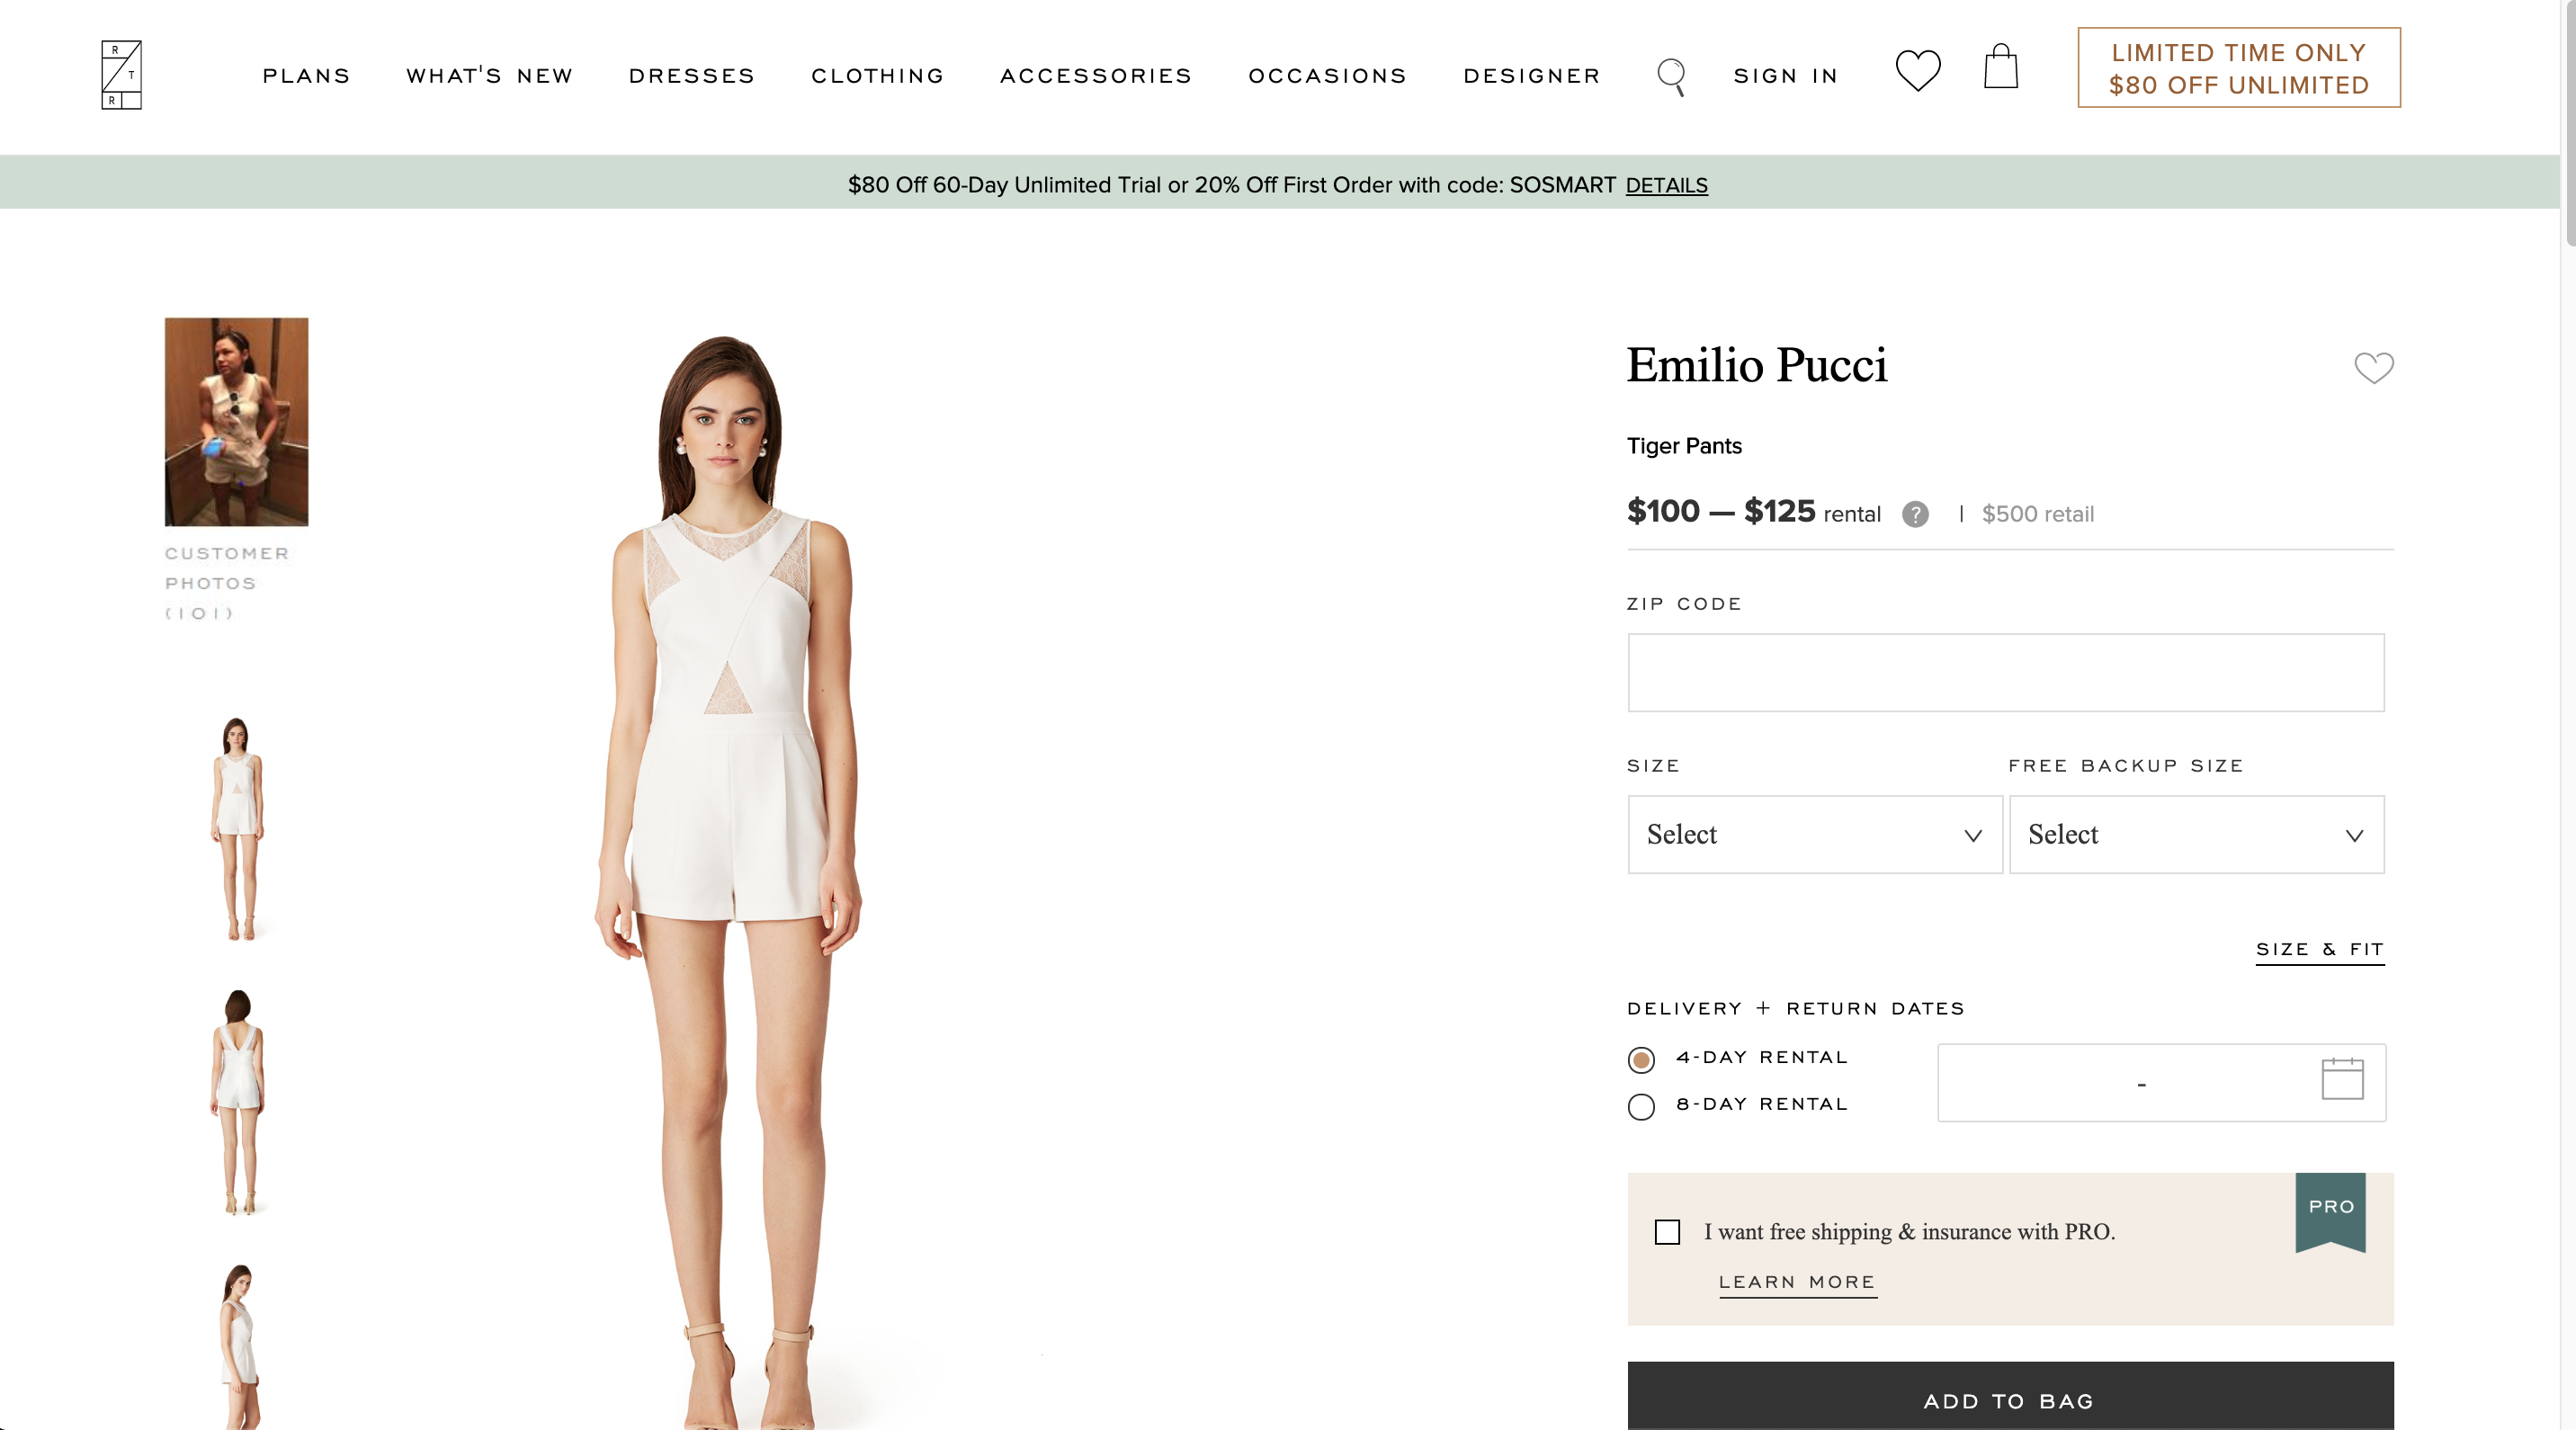 R
T
R
PLANS
WHAT'S NEW
DRESSES
CLOTHING
ACCESSORIES
OCCASIONS
DESIGNER
SIGN IN
LIMITED TIME ONLY
$80 OFF UNLIMITED
$80 Off 60-Day Unlimited Trial or 20% Off First Order with code: SOSMART DETAILS
CUSTOMER
PHOTOS
(101)
Emilio Pucci
Tiger Pants
$100 — $125 rental ? | $500 retail
ZIP CODE
SIZE
FREE BACKUP SIZE
Select
Select
SIZE & FIT
DELIVERY + RETURN DATES
4-DAY RENTAL
8-DAY RENTAL
-
PRO
I want free shipping & insurance with PRO.
LEARN MORE
ADD TO BAG